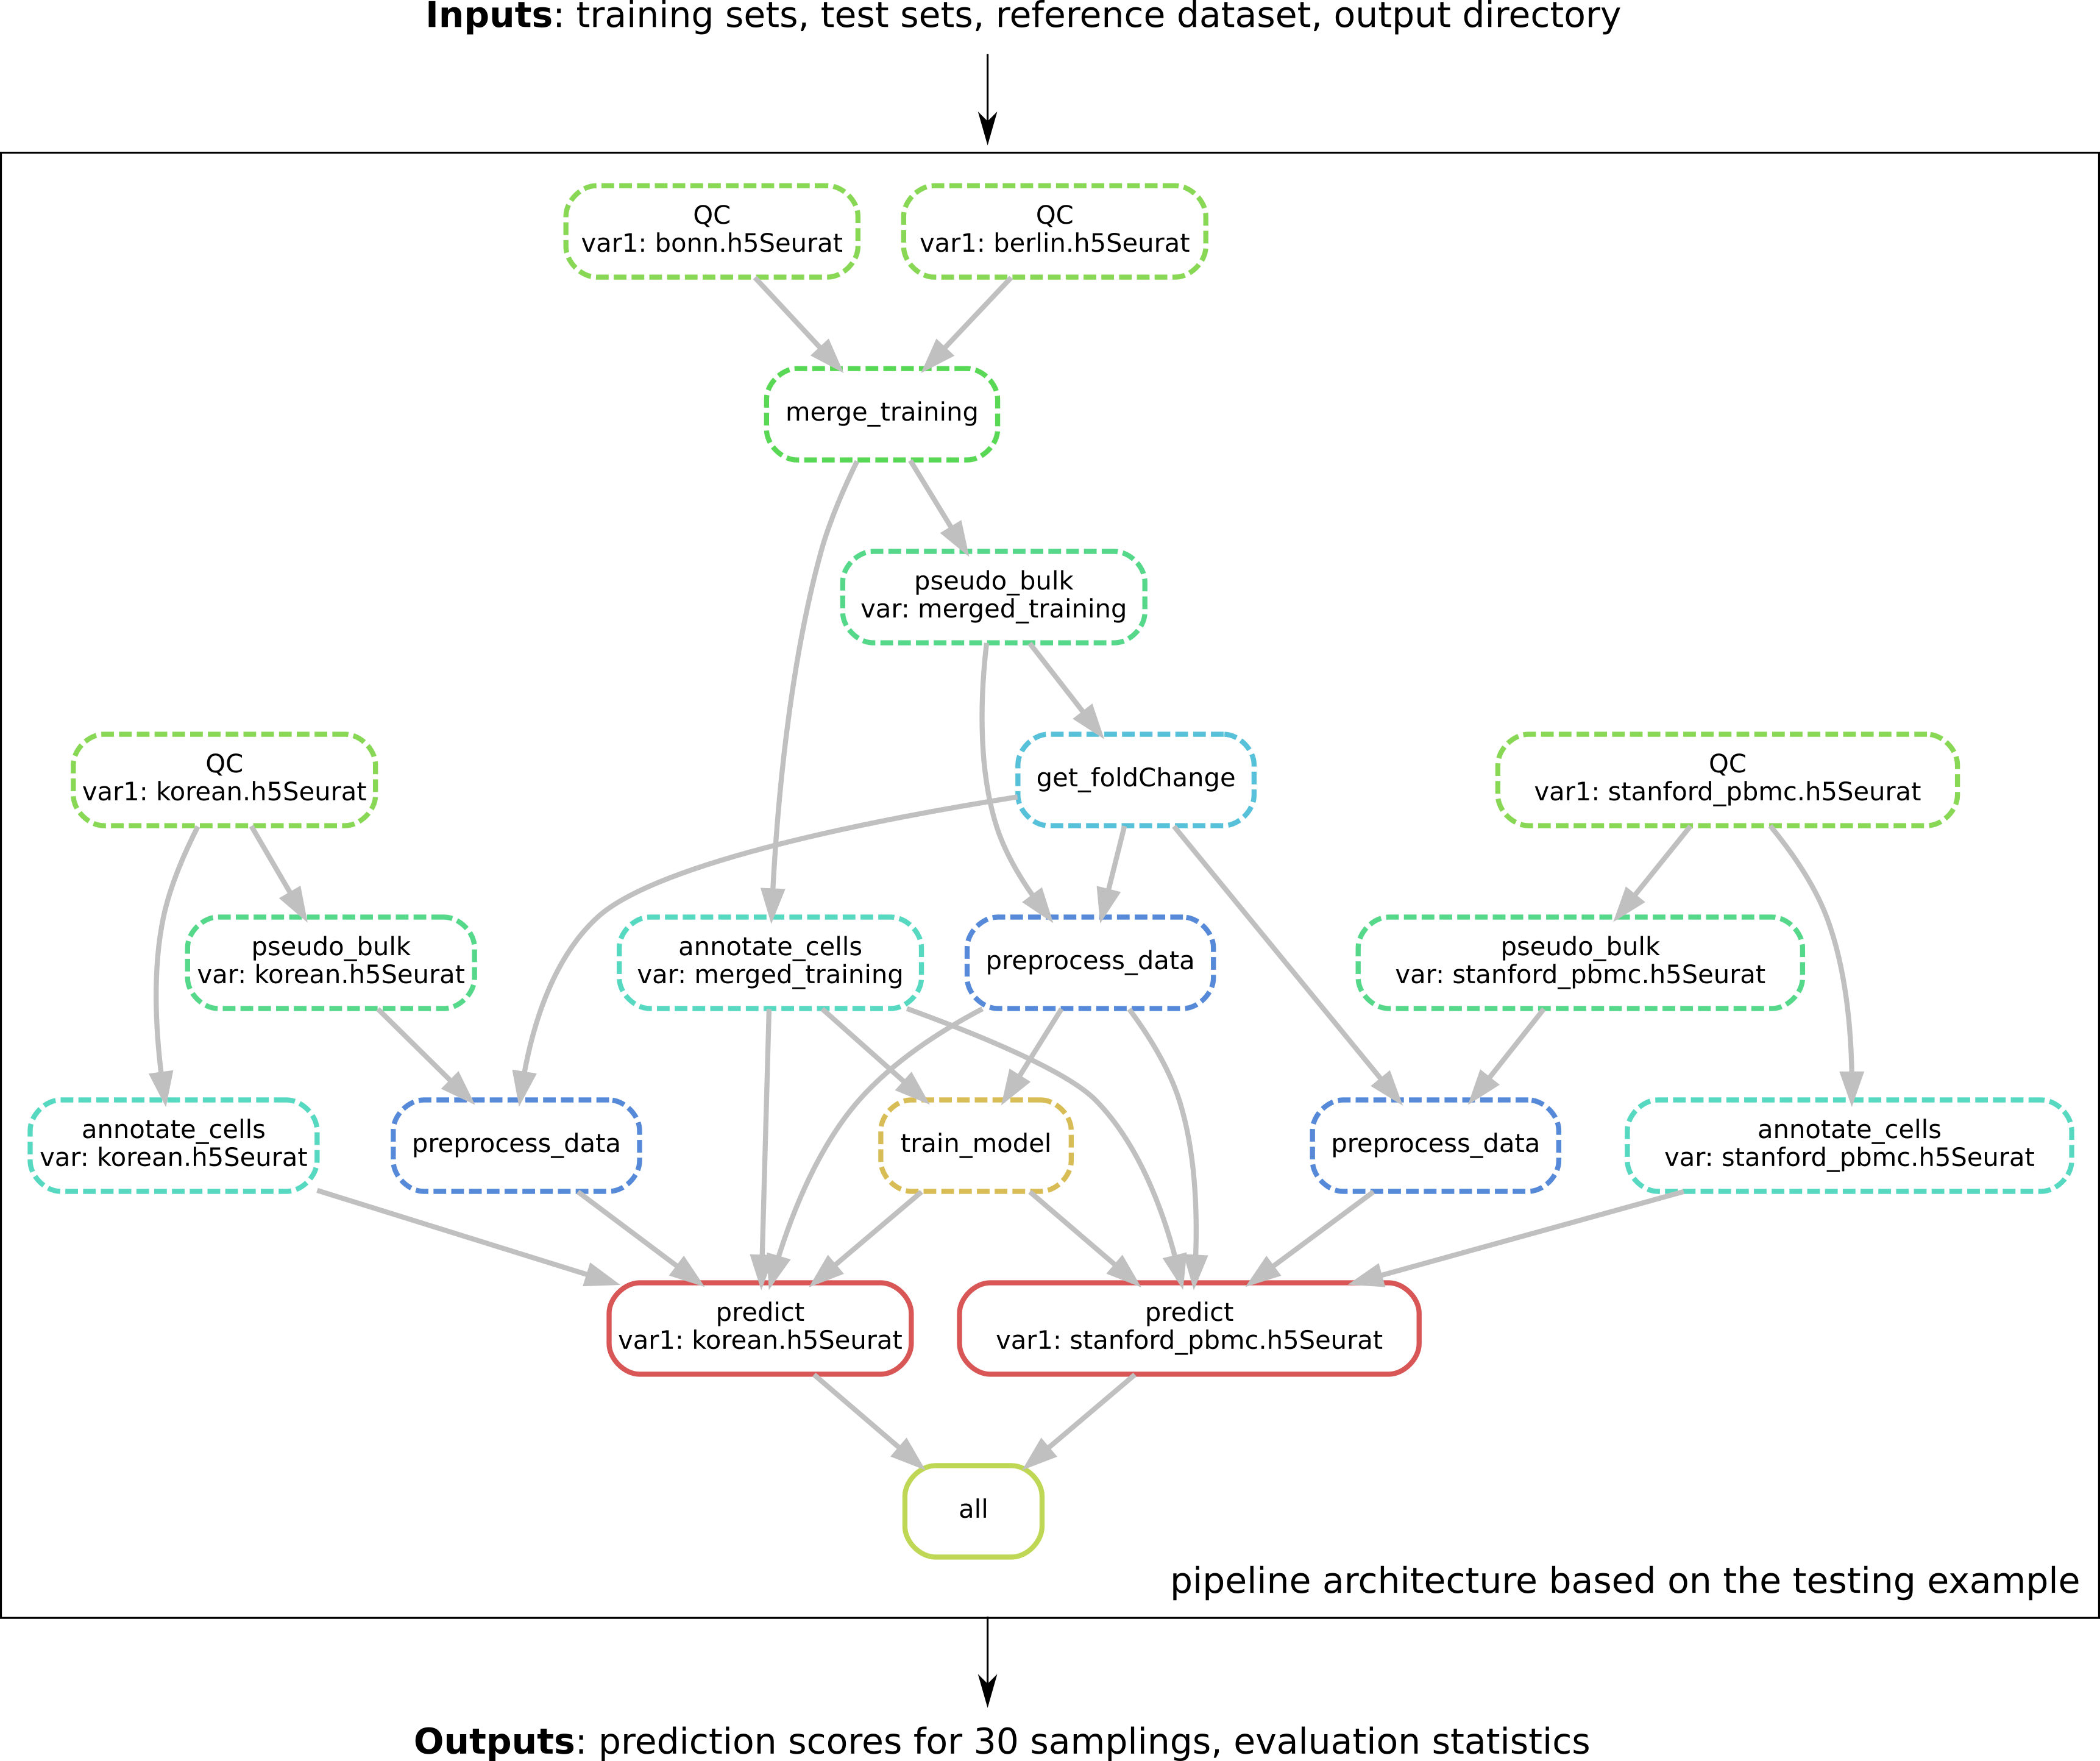 Inputs: training sets, test sets, reference dataset, output directory
QC
var1: bonn.h5Seurat
QC
var1: berlin.h5Seurat
merge_training
pseudo_bulk
var: merged_training
QC
var1: korean.h5Seurat
get_foldChange
QC
var1: stanford_pbmc.h5Seurat
pseudo_bulk
var: korean.h5Seurat
annotate_cells
var: merged_training
preprocess_data
pseudo_bulk
var: stanford_pbmc.h5Seurat
annotate_cells
var: korean.h5Seurat
preprocess_data
train_model
preprocess_data
annotate_cells
var: stanford_pbmc.h5Seurat
predict
var1: korean.h5Seurat
predict
var1: stanford_pbmc.h5Seurat
all
pipeline architecture based on the testing example
Outputs: prediction scores for 30 samplings, evaluation statistics